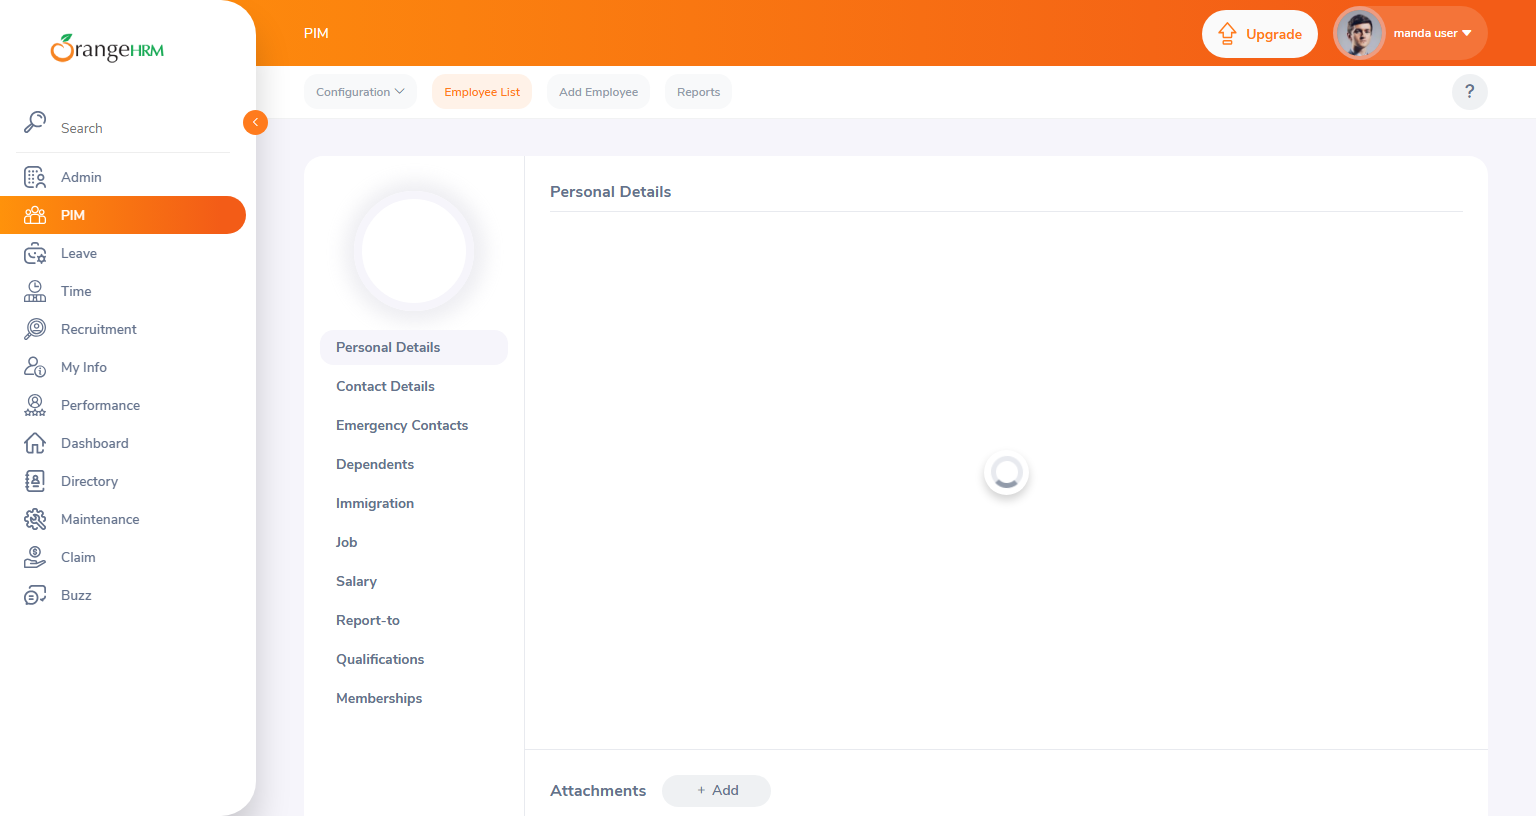 OrangeHRM
PIM
Upgrade
manda user
Configuration
Employee List
Add Employee
Reports
?
Search
Admin
PIM
Leave
Time
Recruitment
My Info
Performance
Dashboard
Directory
Maintenance
Claim
Buzz
Personal Details
Contact Details
Emergency Contacts
Dependents
Immigration
Job
Salary
Report-to
Qualifications
Memberships
Personal Details
Attachments
+ Add